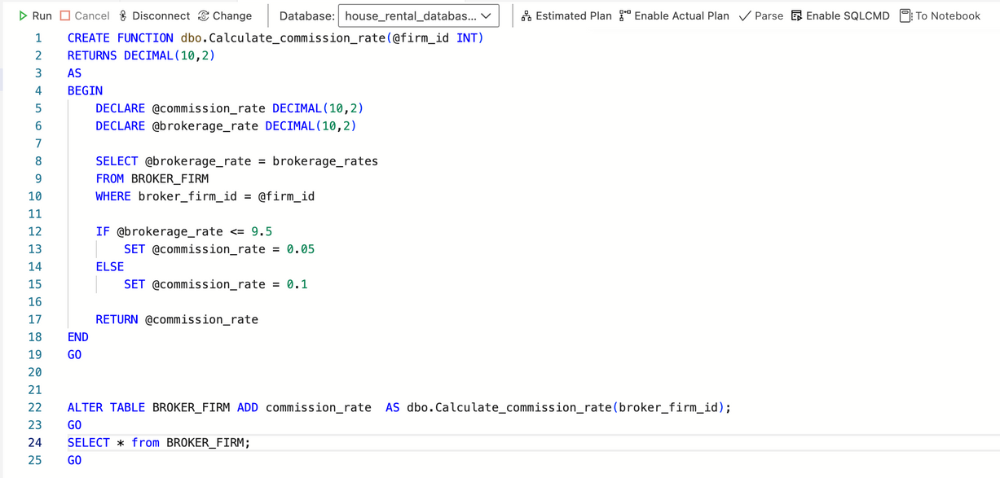 Run Cancel Disconnect Change Database: house_rental_databas... Estimated Plan Enable Actual Plan Parse Enable SQLCMD To Notebook
1 CREATE FUNCTION dbo.Calculate_commission_rate(@firm_id INT)
2 RETURNS DECIMAL(10,2)
3 AS
4 BEGIN
5 DECLARE @commission_rate DECIMAL(10,2)
6 DECLARE @brokerage_rate DECIMAL(10,2)
7
8 SELECT @brokerage_rate = brokerage_rates
9 FROM BROKER_FIRM
10 WHERE broker_firm_id = @firm_id
11
12 IF @brokerage_rate <= 9.5
13 SET @commission_rate = 0.05
14 ELSE
15 SET @commission_rate = 0.1
16
17 RETURN @commission_rate
18 END
19 GO
20
21
22 ALTER TABLE BROKER_FIRM ADD commission_rate  AS dbo.Calculate_commission_rate(broker_firm_id);
23 GO
24 SELECT * from BROKER_FIRM;
25 GO